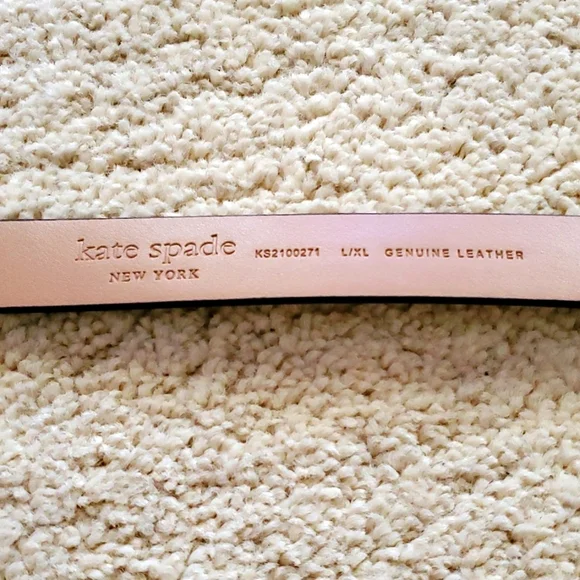 kate spade
NEW YORK
KS2100271 L/XL GENUINE LEATHER